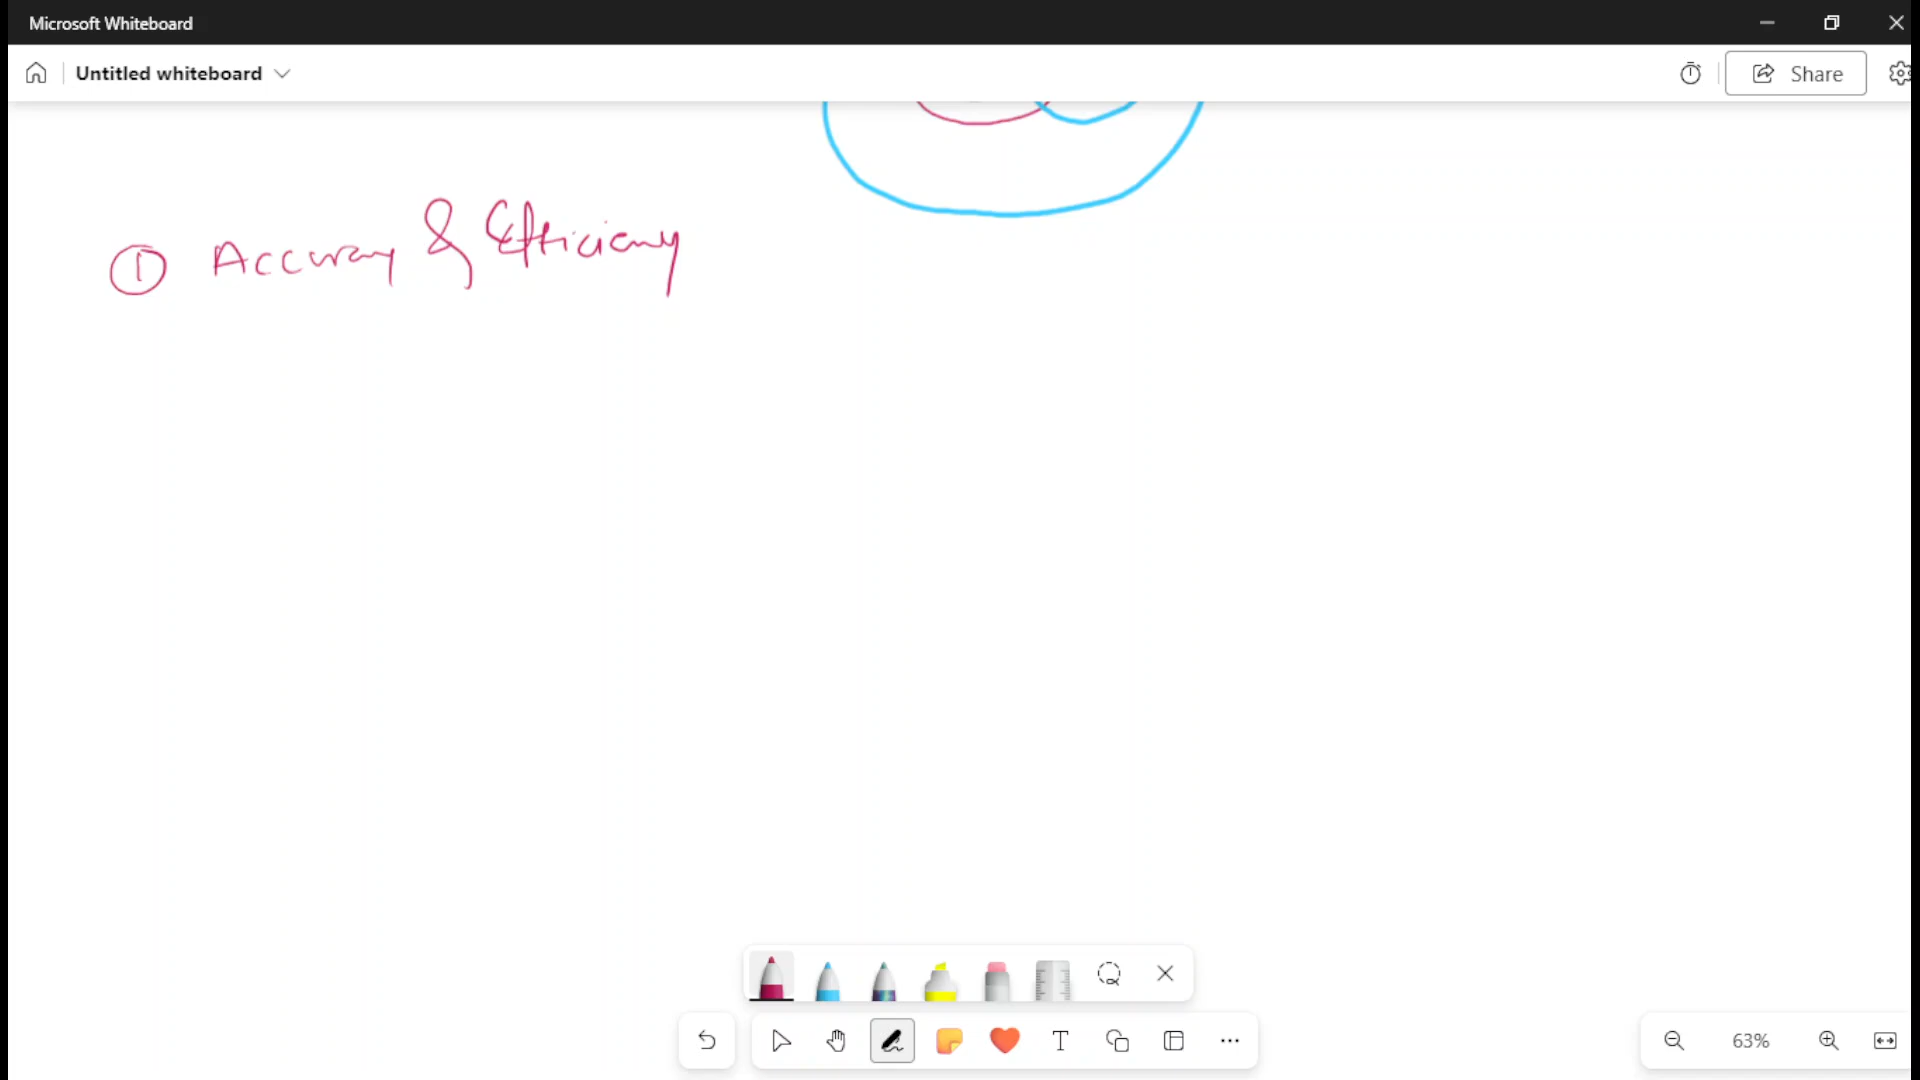 Microsoft Whiteboard
Untitled whiteboard
Share
① Accuracy & Efficiency
63%